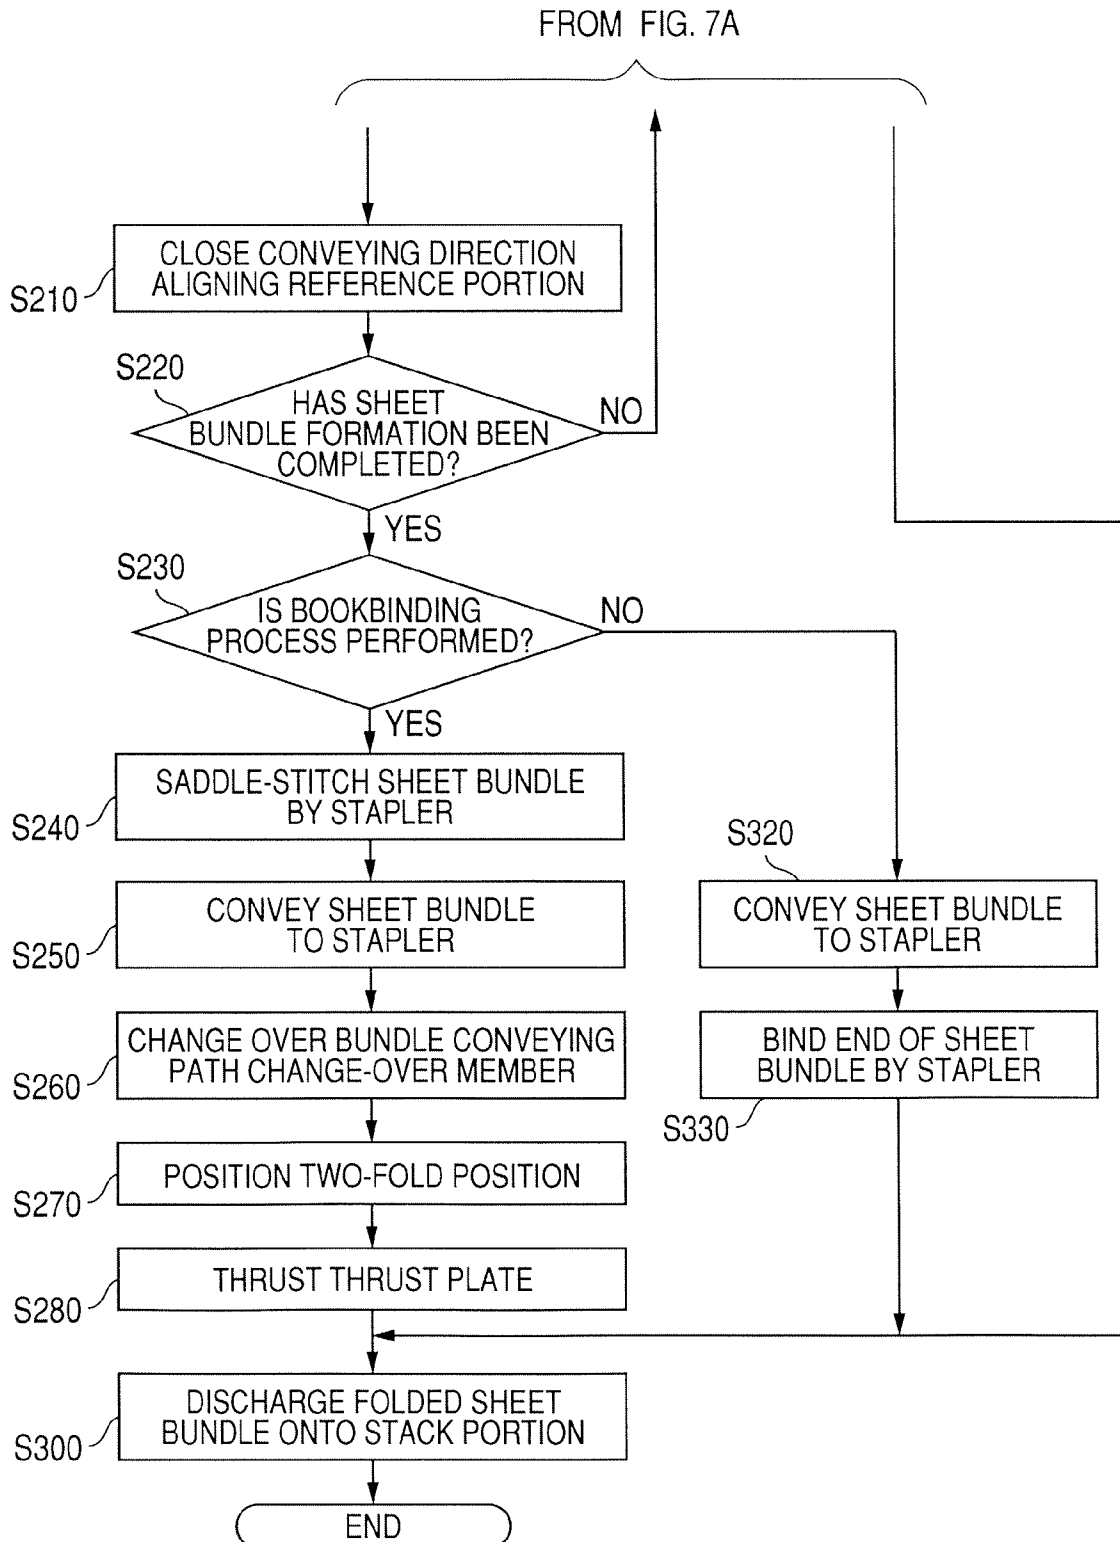 FROM FIG. 7A
CLOSE CONVEYING DIRECTION
ALIGNING REFERENCE PORTION
S210
S220
HAS SHEET
BUNDLE FORMATION BEEN
COMPLETED?
NO
YES
S230
IS BOOKBINDING
PROCESS PERFORMED?
NO
YES
SADDLE-STITCH SHEET BUNDLE
BY STAPLER
S240
CONVEY SHEET BUNDLE
TO STAPLER
S250
S320
CONVEY SHEET BUNDLE
TO STAPLER
CHANGE OVER BUNDLE CONVEYING
PATH CHANGE-OVER MEMBER
S260
BIND END OF SHEET
BUNDLE BY STAPLER
S330
POSITION TWO-FOLD POSITION
S270
THRUST THRUST PLATE
S280
DISCHARGE FOLDED SHEET
BUNDLE ONTO STACK PORTION
S300
END